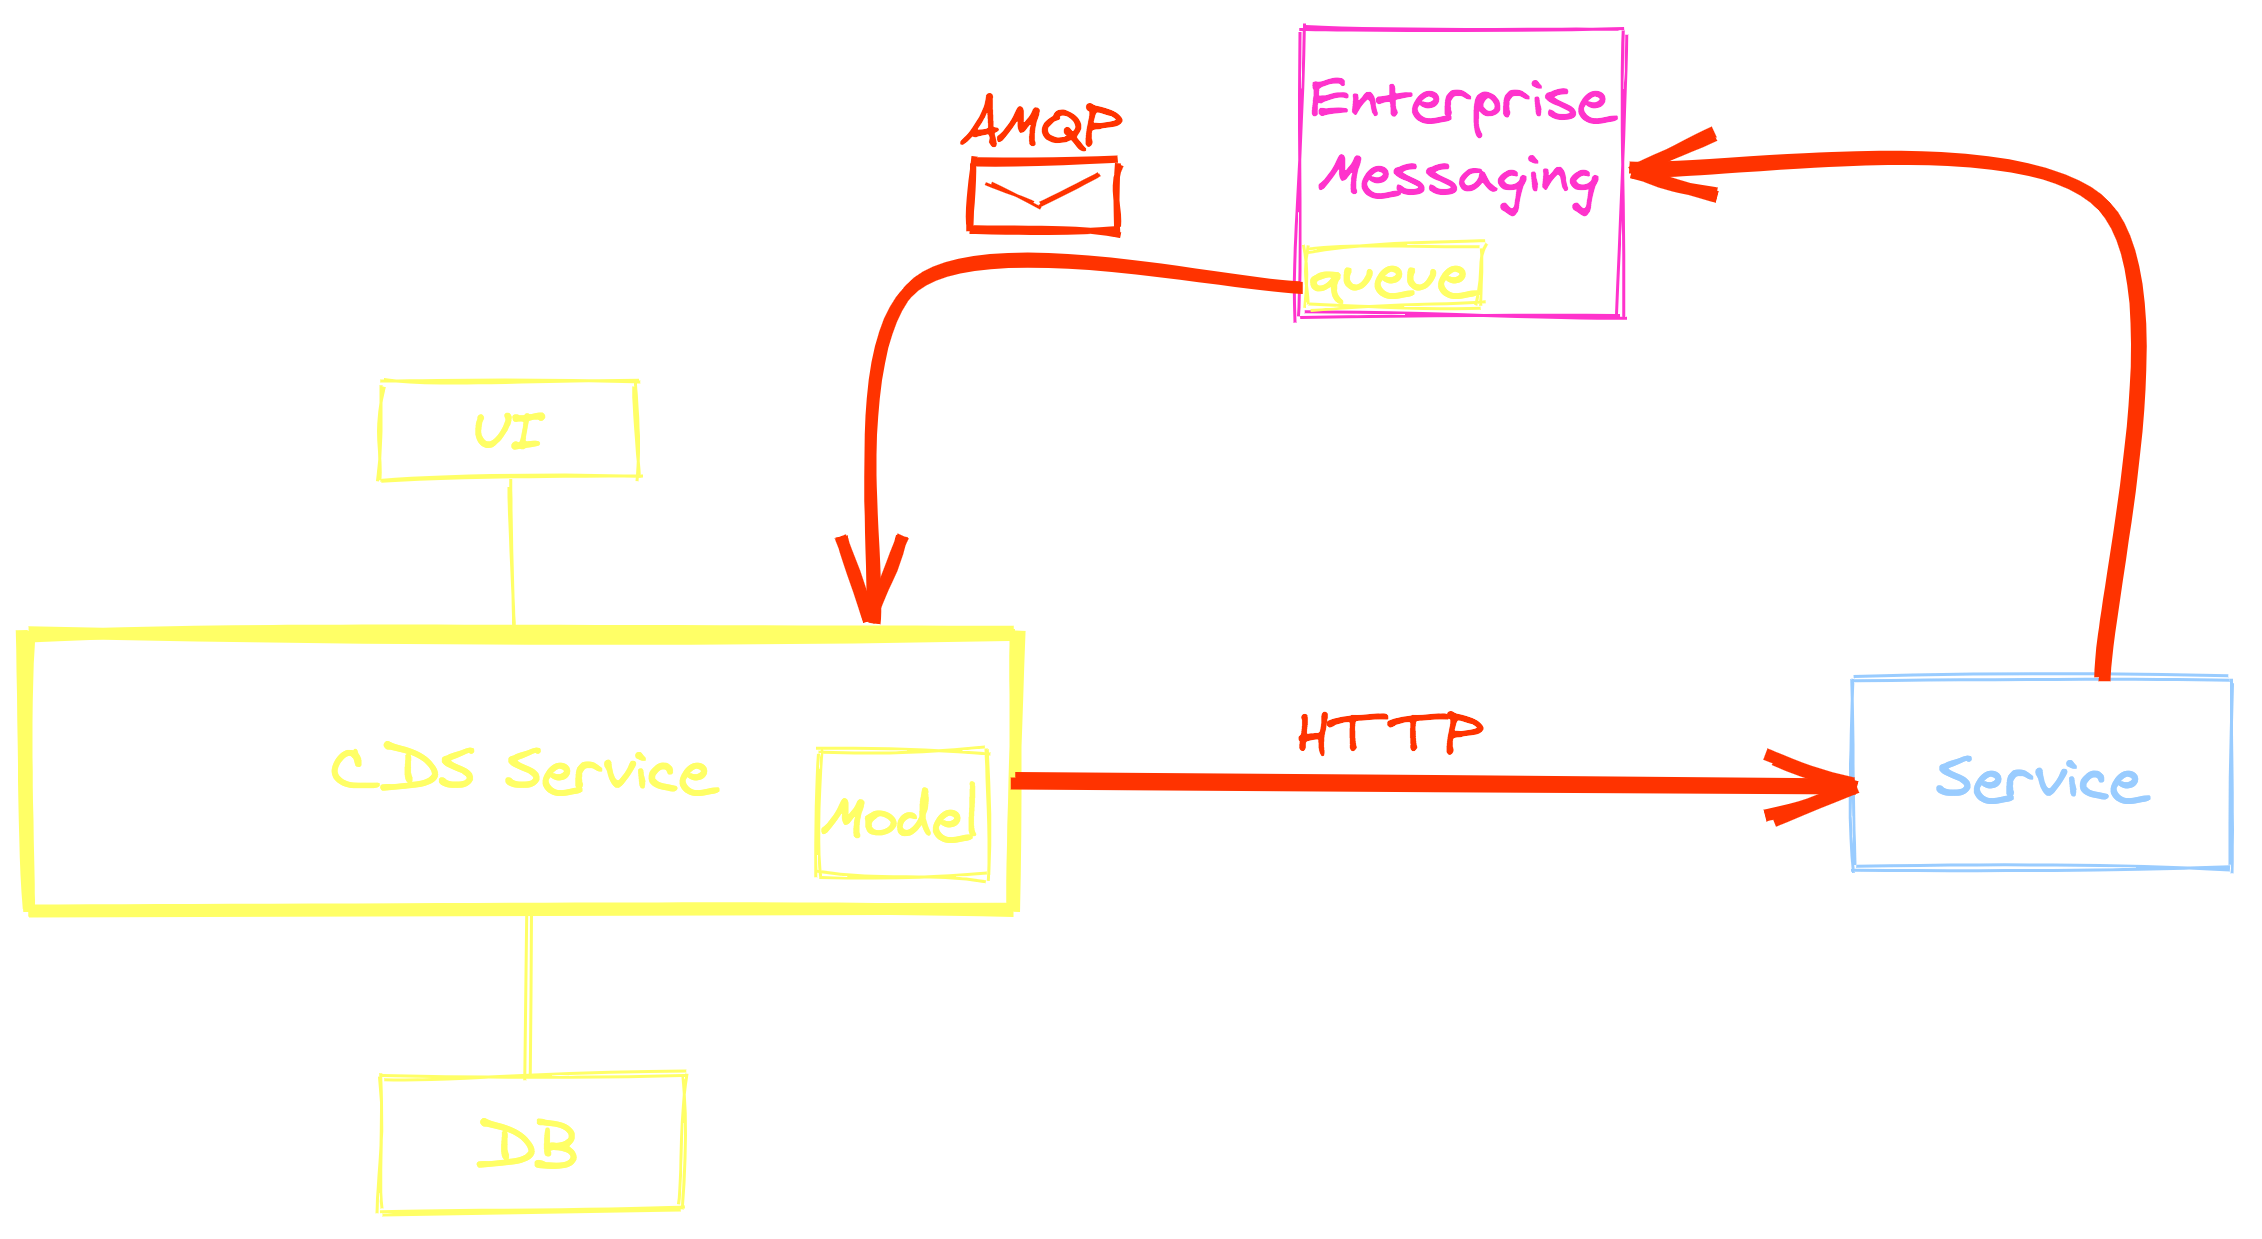 AMQP
Enterprise
Messaging
queue
UI
CDS Service
Model
HTTP
Service
DB